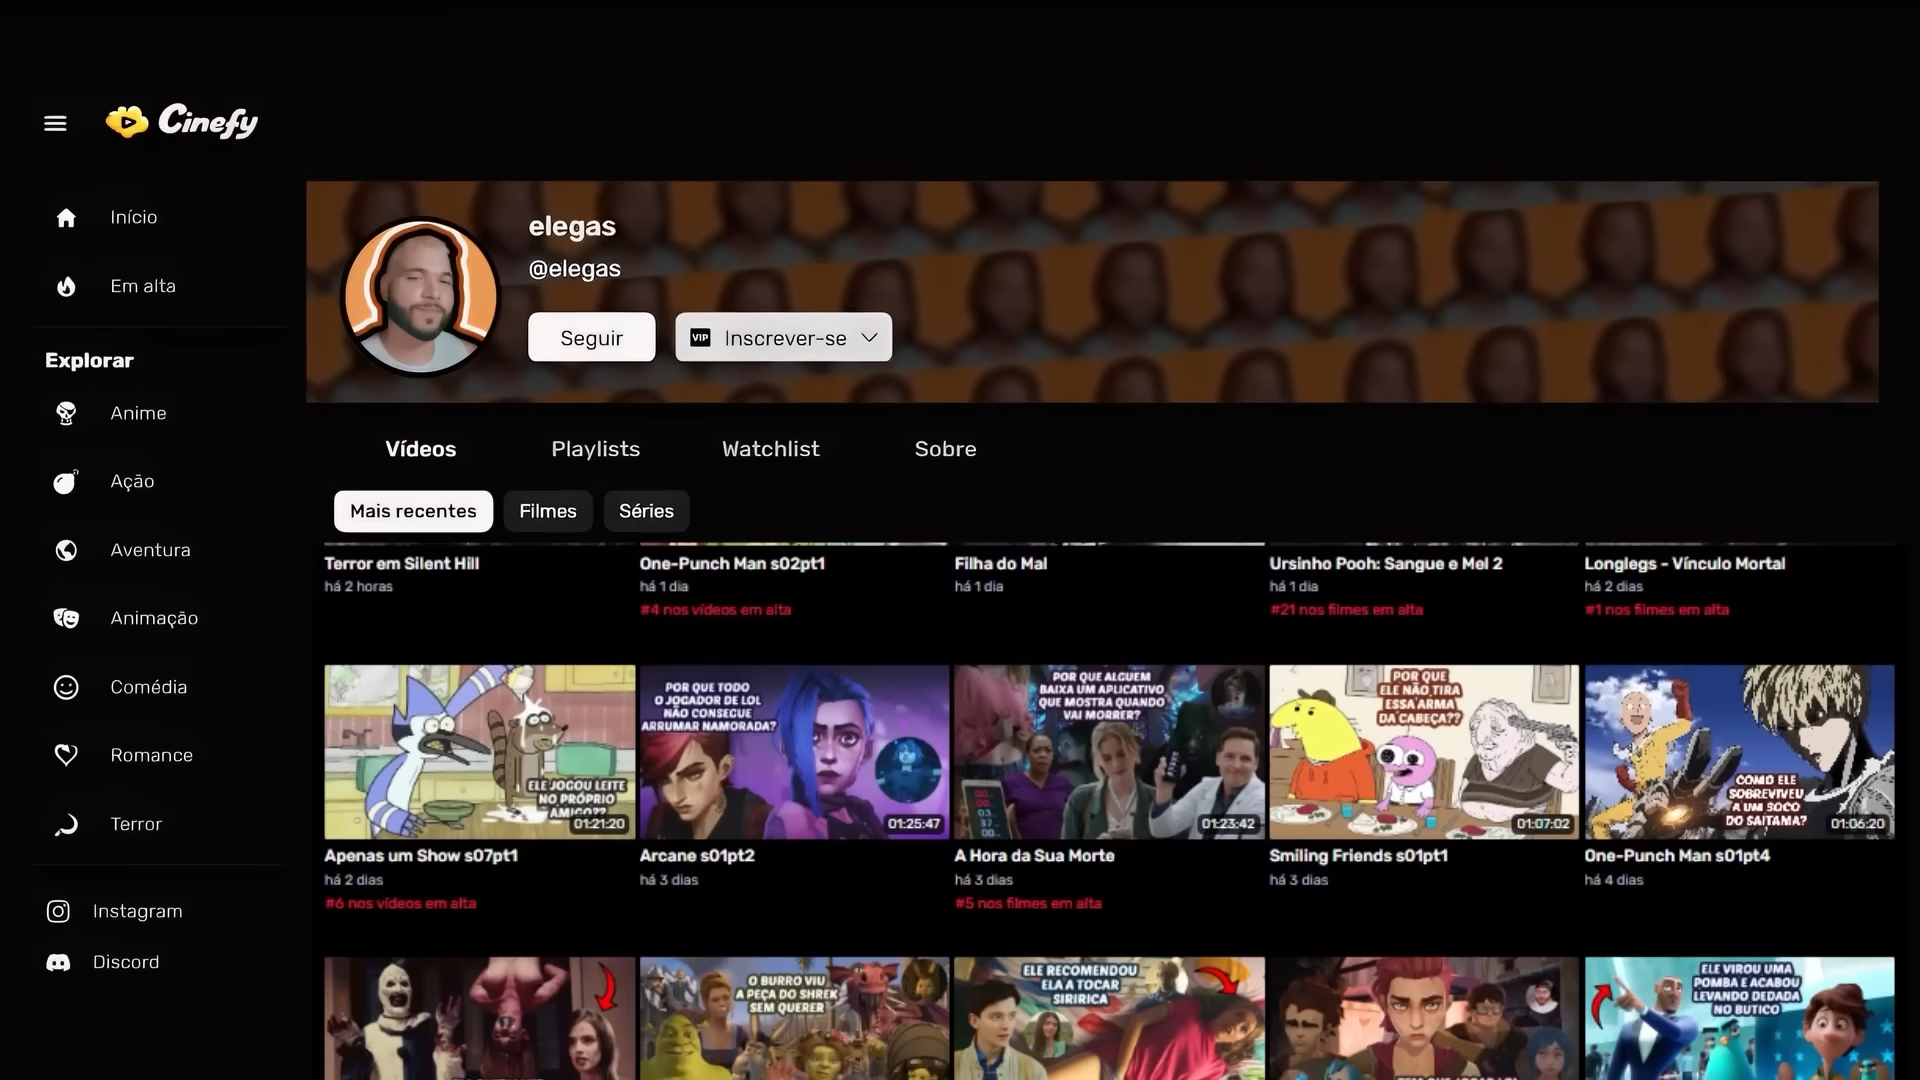 Cinefy
Início
Em alta
Explorar
Anime
Ação
Aventura
Animação
Comédia
Romance
Terror
Instagram
Discord
elegas
@elegas
Seguir
VIP Inscrever-se
Vídeos Playlists Watchlist Sobre
Mais recentes Filmes Séries
Terror em Silent Hill
há 2 horas
One-Punch Man s02pt1
há 1 dia
#4 nos vídeos em alta
Filha do Mal
há 1 dia
Ursinho Pooh: Sangue e Mel 2
há 1 dia
#21 nos filmes em alta
Longlegs - Vínculo Mortal
há 2 dias
#1 nos filmes em alta
ELE JOGOU LEITE
NO PRÓPRIO
AMIGO??
01:21:20
Apenas um Show s07pt1
há 2 dias
#6 nos vídeos em alta
POR QUE TODO
O JOGADOR DE LOL
NÃO CONSEGUE
ARRUMAR NAMORADA?
01:25:47
Arcane s01pt2
há 3 dias
POR QUE ALGUEM
BAIXA UM APLICATIVO
QUE MOSTRA QUANDO
VAI MORRER?
01:23:42
A Hora da Sua Morte
há 3 dias
#5 nos filmes em alta
POR QUE
ELE NÃO TIRA
ESSA ARMA
DA CABEÇA??
01:07:02
Smiling Friends s01pt1
há 3 dias
COMO ELE
SOBREVIVEU
A UM SOCO
DO SAITAMA?
01:06:20
One-Punch Man s01pt4
há 4 dias
O BURRO VIU
A PEÇA DO SHREK
SEM QUERER
ELE RECOMENDOU
ELA A TOCAR
SIRIRICA
ELE VIROU UMA
POMBA E ACABOU
LEVANDO DEDADA
NO BUTICO